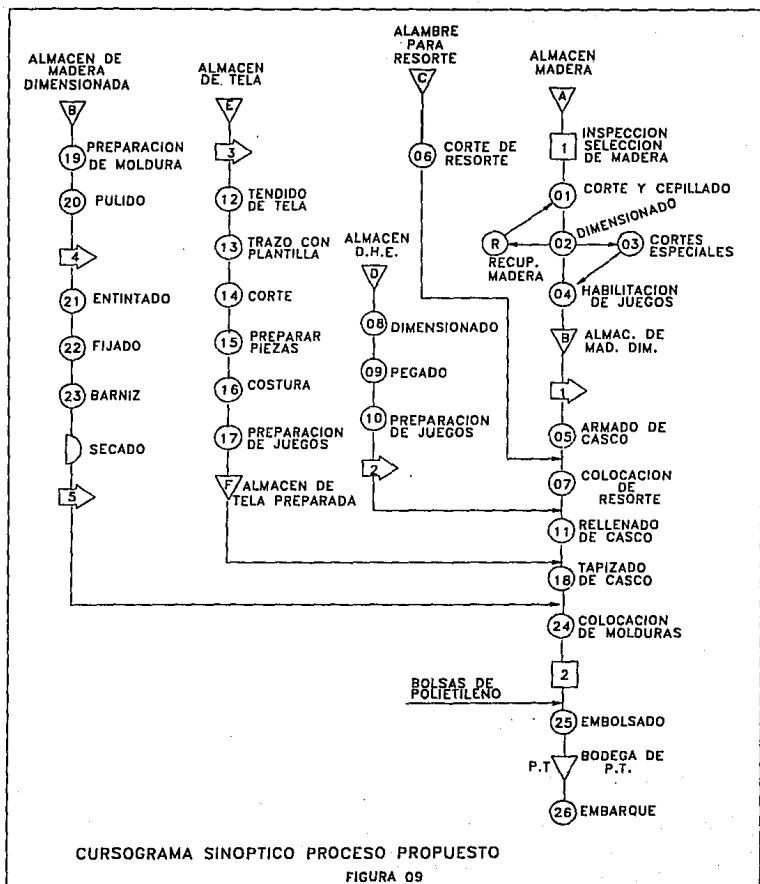 ALMACEN DE
MADERA
DIMENSIONADA
B
19 PREPARACION
DE MOLDURA
20 PULIDO
4
21 ENTINTADO
22 FIJADO
23 BARNIZ
SECADO
5
ALMACEN
DE. TELA
E
3
12 TENDIDO
DE TELA
13 TRAZO CON
PLANTILLA
14 CORTE
15 PREPARAR
PIEZAS
16 COSTURA
17 PREPARACION
DE JUEGOS
F ALMACEN DE
TELA PREPARADA
ALMACEN
D.H.E.
D
08 DIMENSIONADO
09 PEGADO
10 PREPARACION
DE JUEGOS
2
ALAMBRE
PARA
RESORTE
C
06 CORTE DE
RESORTE
ALMACEN
MADERA
A
1 INSPECCION
SELECCION
DE MADERA
01 CORTE Y CEPILLADO
02 DIMENSIONADO
R
RECUP.
MADERA
03 CORTES
ESPECIALES
04 HABILITACION
DE JUEGOS
B ALMAC. DE
MAD. DIM.
1
05 ARMADO DE
CASCO
07 COLOCACION
DE
RESORTE
11 RELLENADO
DE CASCO
18 TAPIZADO
DE CASCO
24 COLOCACION
DE MOLDURAS
2
BOLSAS DE
POLIETILENO
25 EMBOLSADO
P.T
BODEGA DE
P.T.
26 EMBARQUE
CURSOGRAMA SINOPTICO PROCESO PROPUESTO
FIGURA 09